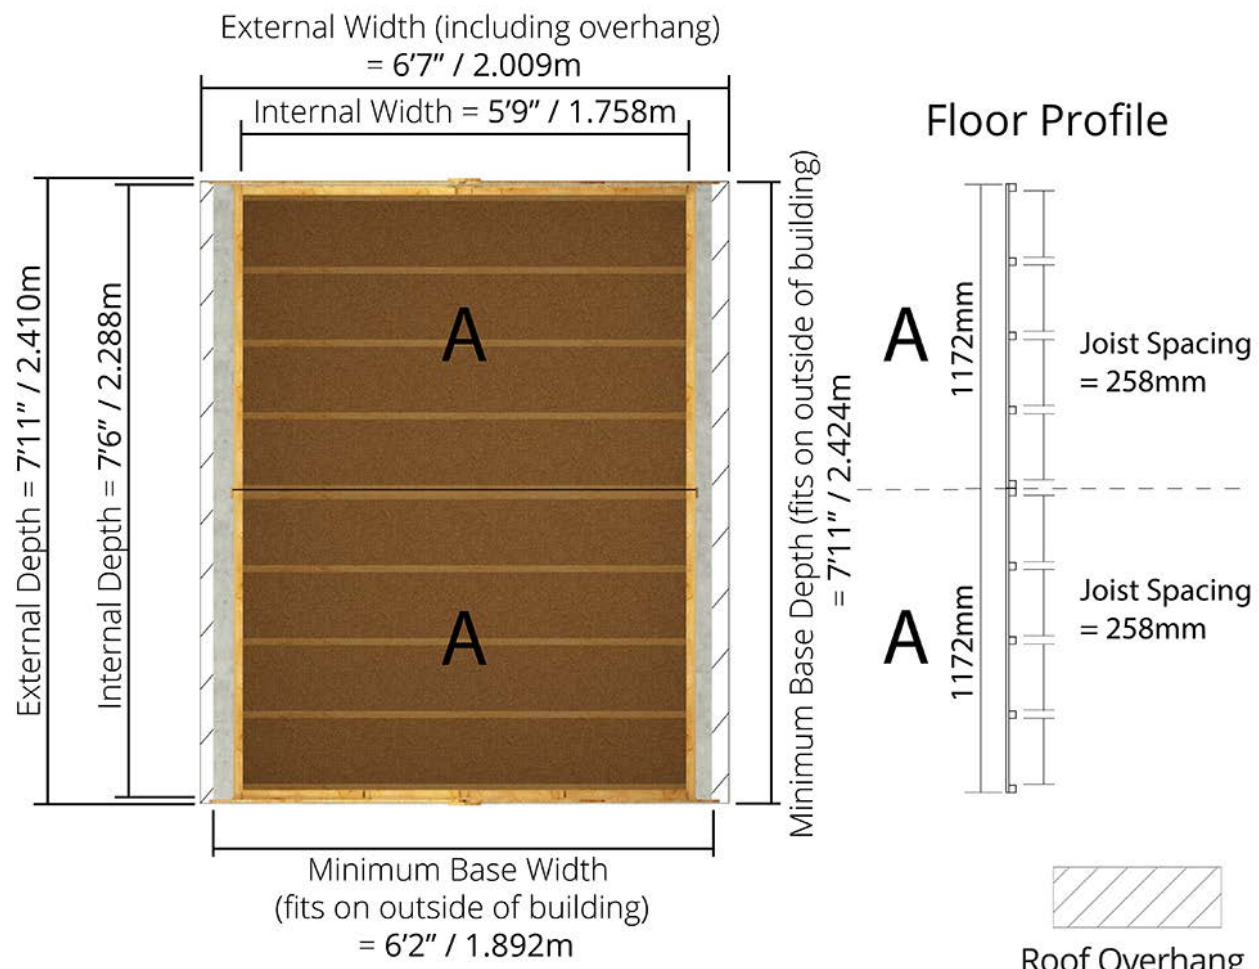 External Width (including overhang)
= 6’7” / 2.009m
Internal Width = 5’9” / 1.758m
Floor Profile
External Depth = 7’11” / 2.410m
Internal Depth = 7’6” / 2.288m
A
A
Minimum Base Depth (fits on outside of building)
= 7’11” / 2.424m
A
1172mm
Joist Spacing
= 258mm
A
1172mm
Joist Spacing
= 258mm
Minimum Base Width
(fits on outside of building)
= 6’2” / 1.892m
Roof Overhang